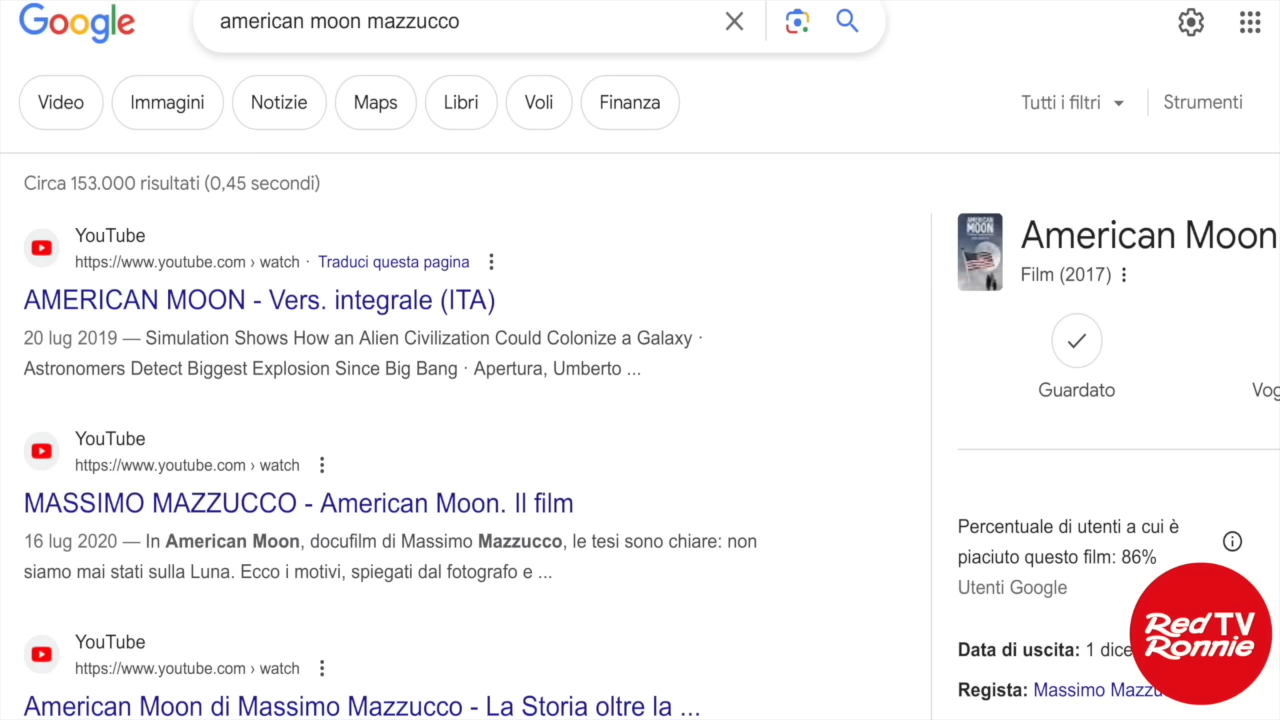 Google
american moon mazzucco
Video
Immagini
Notizie
Maps
Libri
Voli
Finanza
Tutti i filtri
Strumenti
Circa 153.000 risultati (0,45 secondi)
YouTube
https://www.youtube.com › watch · Traduci questa pagina
AMERICAN MOON - Vers. integrale (ITA)
20 lug 2019 — Simulation Shows How an Alien Civilization Could Colonize a Galaxy ·
Astronomers Detect Biggest Explosion Since Big Bang · Apertura, Umberto ...
YouTube
https://www.youtube.com › watch
MASSIMO MAZZUCCO - American Moon. Il film
16 lug 2020 — In American Moon, docufilm di Massimo Mazzucco, le tesi sono chiare: non
siamo mai stati sulla Luna. Ecco i motivi, spiegati dal fotografo e ...
YouTube
https://www.youtube.com › watch
American Moon di Massimo Mazzucco - La Storia oltre la ...
AMERICAN
MOON
American Moon
Film (2017)
Guardato
Vog
Percentuale di utenti a cui è
piaciuto questo film: 86%
Utenti Google
Data di uscita: 1 dice
Regista: Massimo Mazzu
Red TV
Ronnie